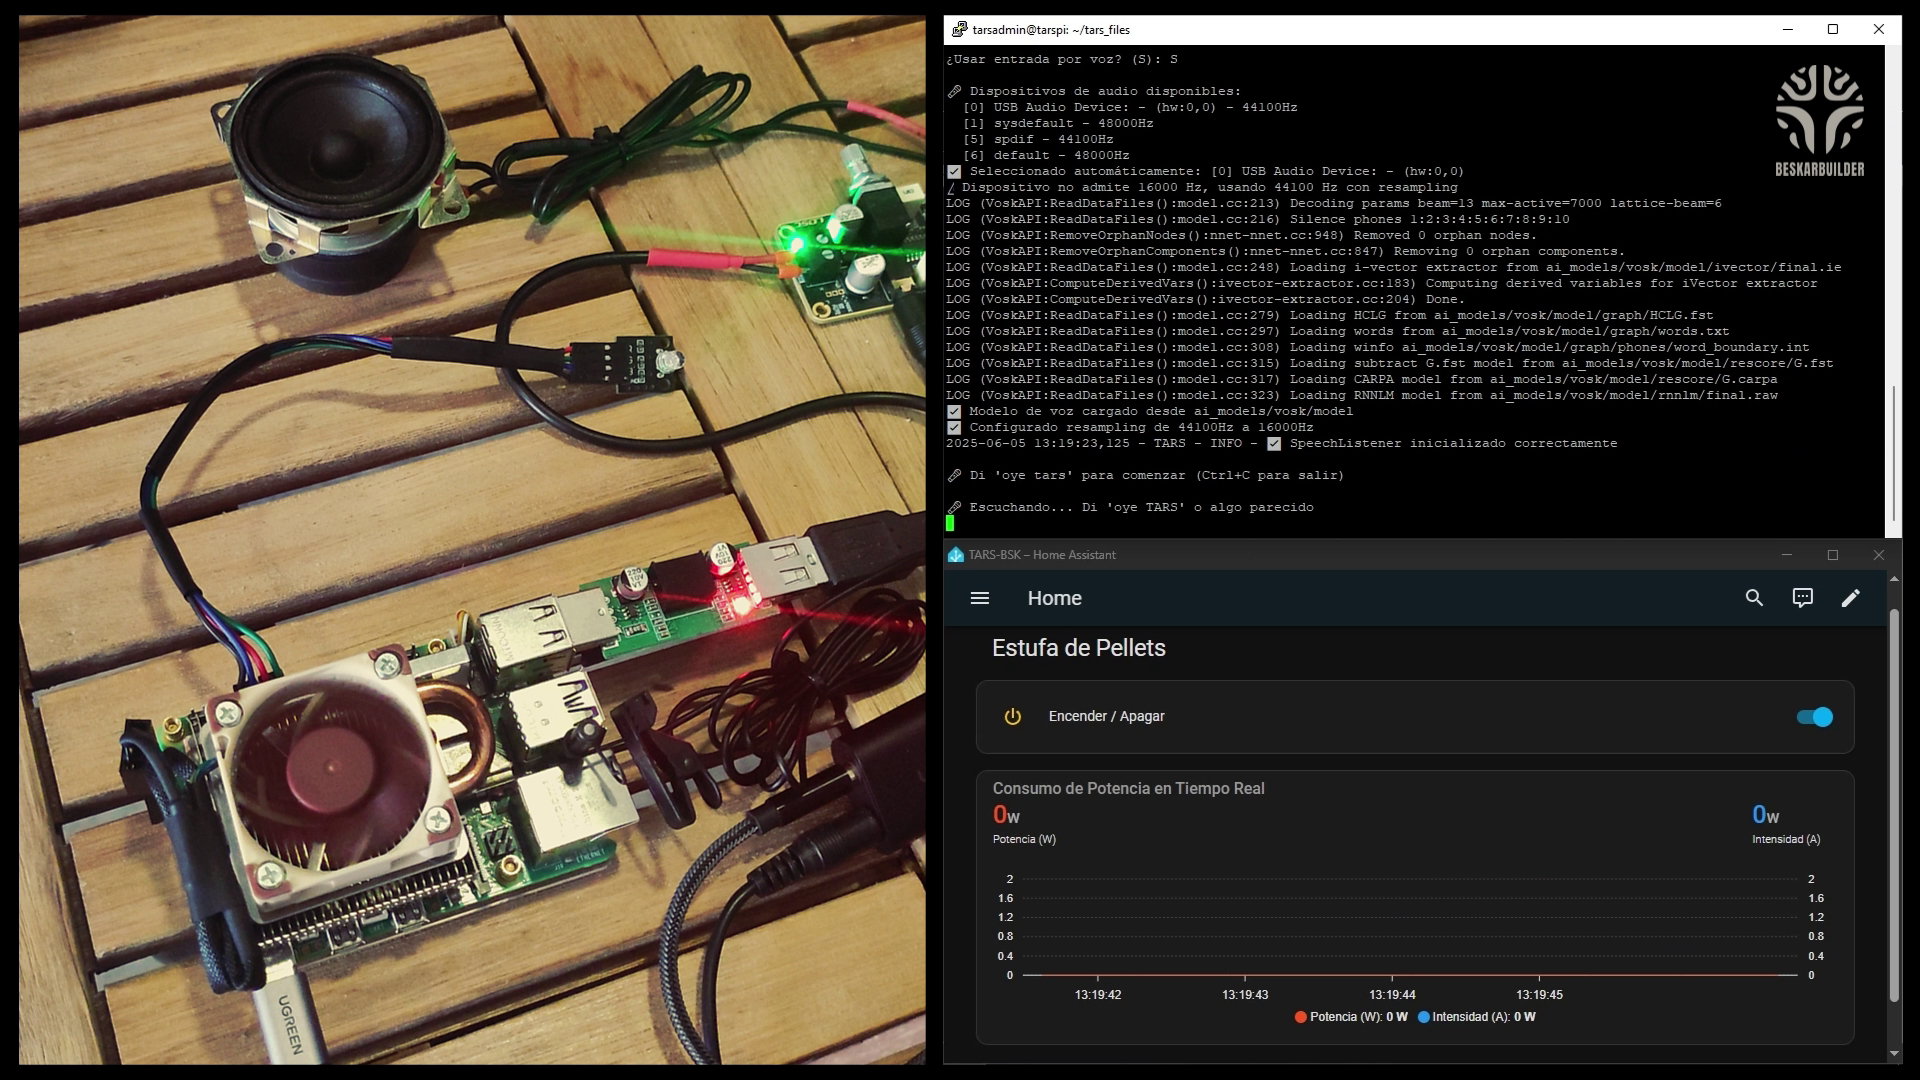 tarsadmin@tarspi: ~/tars_files
¿Usar entrada por voz? (S): S
Dispositivos de audio disponibles:
[0] USB Audio Device: - (hw:0,0) - 44100Hz
[1] sysdefault - 48000Hz
[5] spdif - 44100Hz
[6] default - 48000Hz
Seleccionado automáticamente: [0] USB Audio Device: - (hw:0,0)
Dispositivo no admite 16000 Hz, usando 44100 Hz con resampling
LOG (VoskAPI:ReadDataFiles():model.cc:213) Decoding params beam=13 max-active=7000 lattice-beam=6
LOG (VoskAPI:ReadDataFiles():model.cc:216) Silence phones 1:2:3:4:5:6:7:8:9:10
LOG (VoskAPI:RemoveOrphanNodes():nnet-nnet.cc:948) Removed 0 orphan nodes.
LOG (VoskAPI:RemoveOrphanComponents():nnet-nnet.cc:847) Removing 0 orphan components.
LOG (VoskAPI:ReadDataFiles():model.cc:248) Loading i-vector extractor from ai_models/vosk/model/ivector/final.ie
LOG (VoskAPI:ComputeDerivedVars():ivector-extractor.cc:183) Computing derived variables for iVector extractor
LOG (VoskAPI:ComputeDerivedVars():ivector-extractor.cc:204) Done.
LOG (VoskAPI:ReadDataFiles():model.cc:279) Loading HCLG from ai_models/vosk/model/graph/HCLG.fst
LOG (VoskAPI:ReadDataFiles():model.cc:297) Loading words from ai_models/vosk/model/graph/words.txt
LOG (VoskAPI:ReadDataFiles():model.cc:308) Loading winfo ai_models/vosk/model/graph/phones/word_boundary.int
LOG (VoskAPI:ReadDataFiles():model.cc:315) Loading subtract G.fst model from ai_models/vosk/model/rescore/G.fst
LOG (VoskAPI:ReadDataFiles():model.cc:317) Loading CARPA model from ai_models/vosk/model/rescore/G.carpa
LOG (VoskAPI:ReadDataFiles():model.cc:323) Loading RNNLM model from ai_models/vosk/model/rnnlm/final.raw
Modelo de voz cargado desde ai_models/vosk/model
Configurado resampling de 44100Hz a 16000Hz
2025-06-05 13:19:23,125 - TARS - INFO - SpeechListener inicializado correctamente
Di 'oye tars' para comenzar (Ctrl+C para salir)
Escuchando... Di 'oye TARS' o algo parecido
BESKARBUILDER
TARS-BSK – Home Assistant
Home
Estufa de Pellets
Encender / Apagar
Consumo de Potencia en Tiempo Real
0W 0W
Potencia (W) Intensidad (A)
2 2
1.6 1.6
1.2 1.2
0.8 0.8
0.4 0.4
0 0
13:19:42 13:19:43 13:19:44 13:19:45
Potencia (W): 0 W Intensidad (A): 0 W
UGREEN